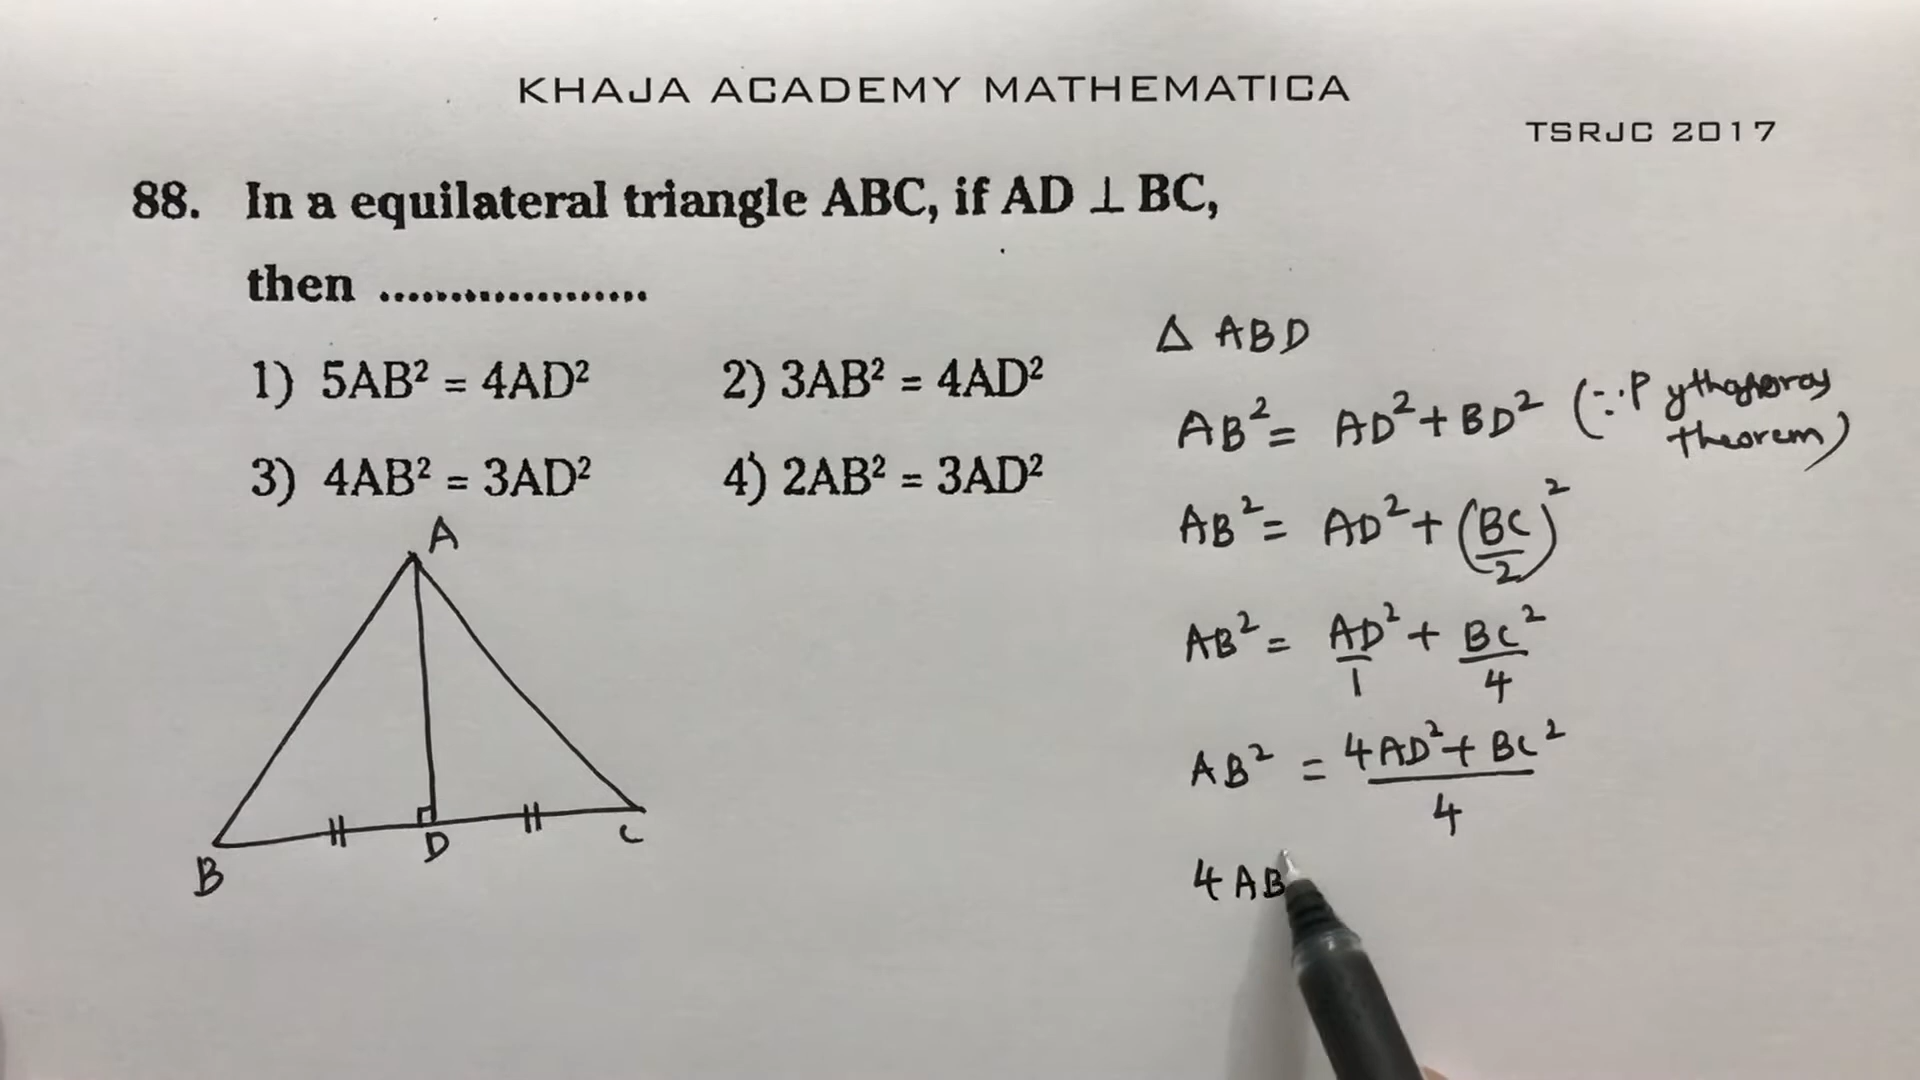 KHAJA ACADEMY MATHEMATICA
TSRJC 2017
88. In a equilateral triangle ABC, if AD ⊥ BC,
then ...................
1) 5AB² = 4AD² 2) 3AB² = 4AD²
3) 4AB² = 3AD² 4) 2AB² = 3AD²
A
B
D
C
△ ABD
AB² = AD² + BD² (∵ Pythagoras
theorem)
AB² = AD² + (BC/2)²
AB² = AD²/1 + BC²/4
AB² = 4AD² + BC²/4
4AB